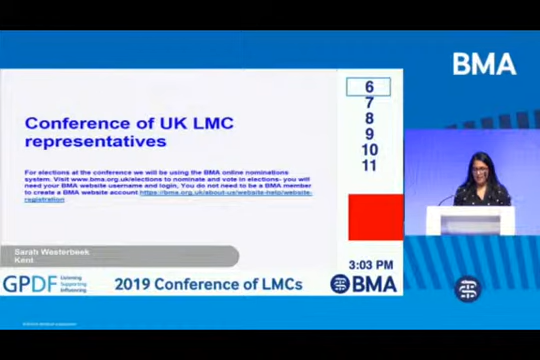 BMA
6
7
8
9
10
11
Conference of UK LMC
representatives
For elections at the conference we will be using the BMA online nominations
system. Visit www.bma.org.uk/elections to nominate and vote in elections- you will
need your BMA website username and login, You do not need to be a BMA member
to create a BMA website account https://bma.org.uk/about-us/website-help/website-
registration
Sarah Westerbeek
Kent
3:03 PM
GPDF
Listening
Supporting
Influencing
2019 Conference of LMCs
BMA